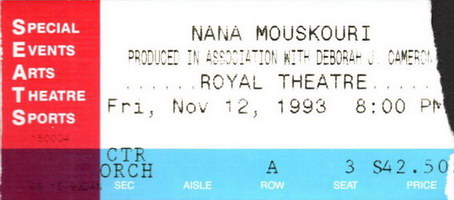 SEATS
SPECIAL
EVENTS
ARTS
THEATRE
SPORTS
NANA MOUSKOURI
PRODUCED IN ASSOCIATION WITH DEBORAH J. CAMERON
ROYAL THEATRE
Fri, Nov 12, 1993 8:00 PM
CTR
ORCH A 3 $42.50
SEC AISLE ROW SEAT PRICE